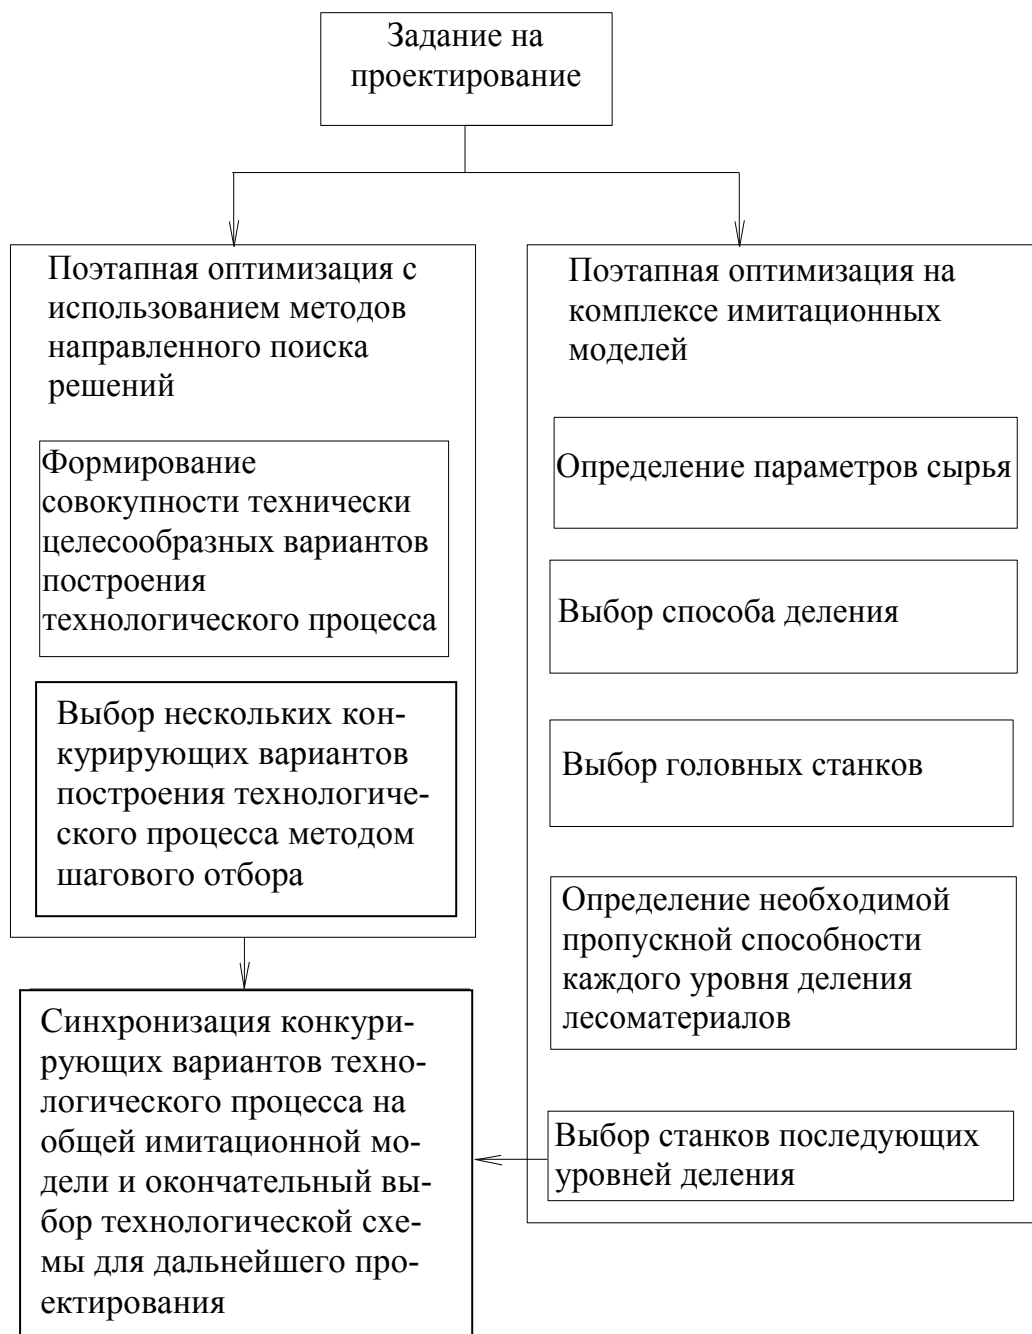 Задание на
проектирование
Поэтапная оптимизация с
использованием методов
направленного поиска
решений
Формирование
совокупности технически
целесообразных вариантов
построения
технологического процесса
Выбор нескольких кон-
курирующих вариантов
построения технологиче-
ского процесса методом
шагового отбора
Синхронизация конкури-
рующих вариантов техно-
логического процесса на
общей имитационной мо-
дели и окончательный вы-
бор технологической схе-
мы для дальнейшего про-
ектирования
Поэтапная оптимизация на
комплексе имитационных
моделей
Определение параметров сырья
Выбор способа деления
Выбор головных станков
Определение необходимой
пропускной способности
каждого уровня деления
лесоматериалов
Выбор станков последующих
уровней деления